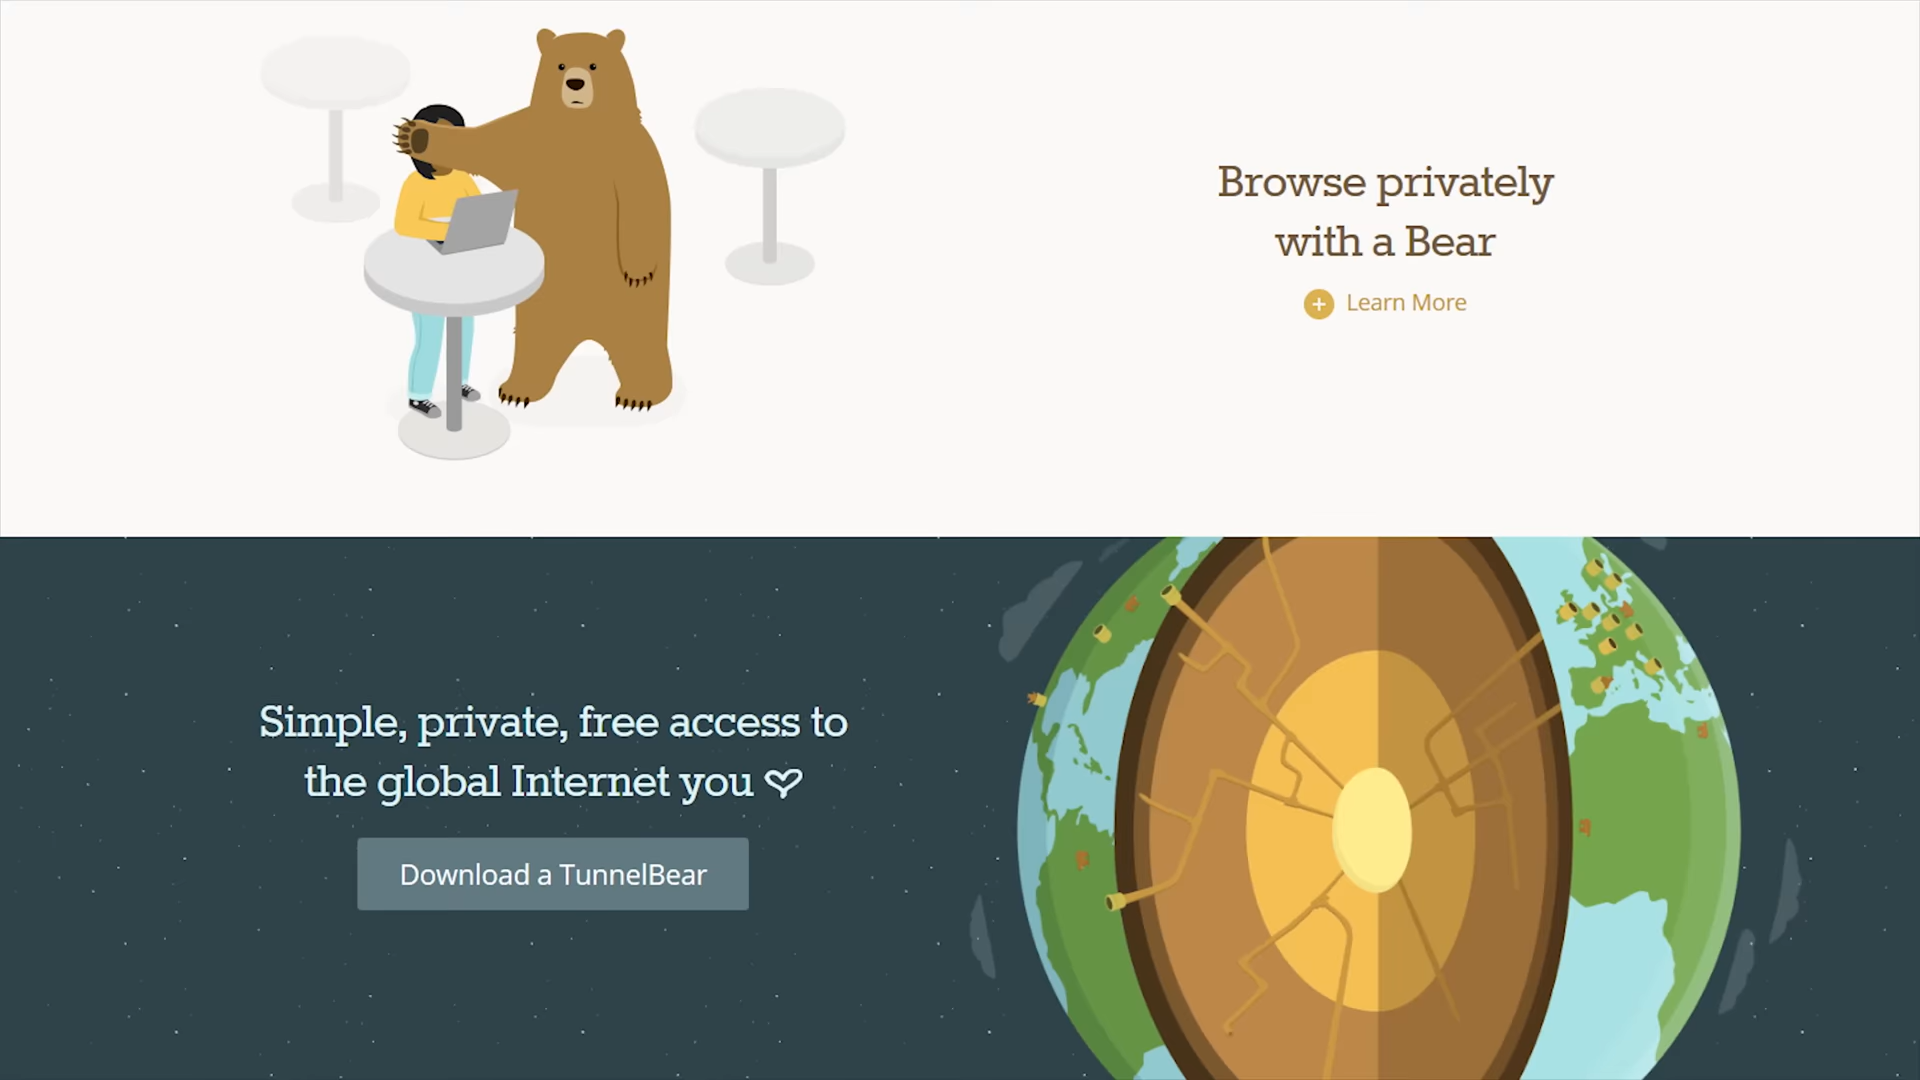 Browse privately
with a Bear
Learn More
Simple, private, free access to
the global Internet you ♡
Download a TunnelBear